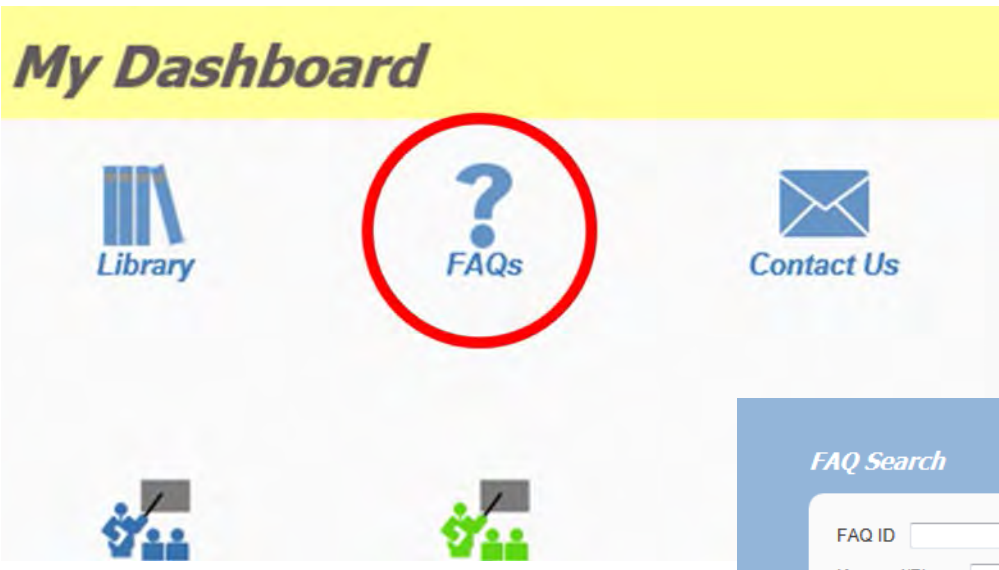 My Dashboard
Library
FAQs
Contact Us
FAQ Search
FAQ ID